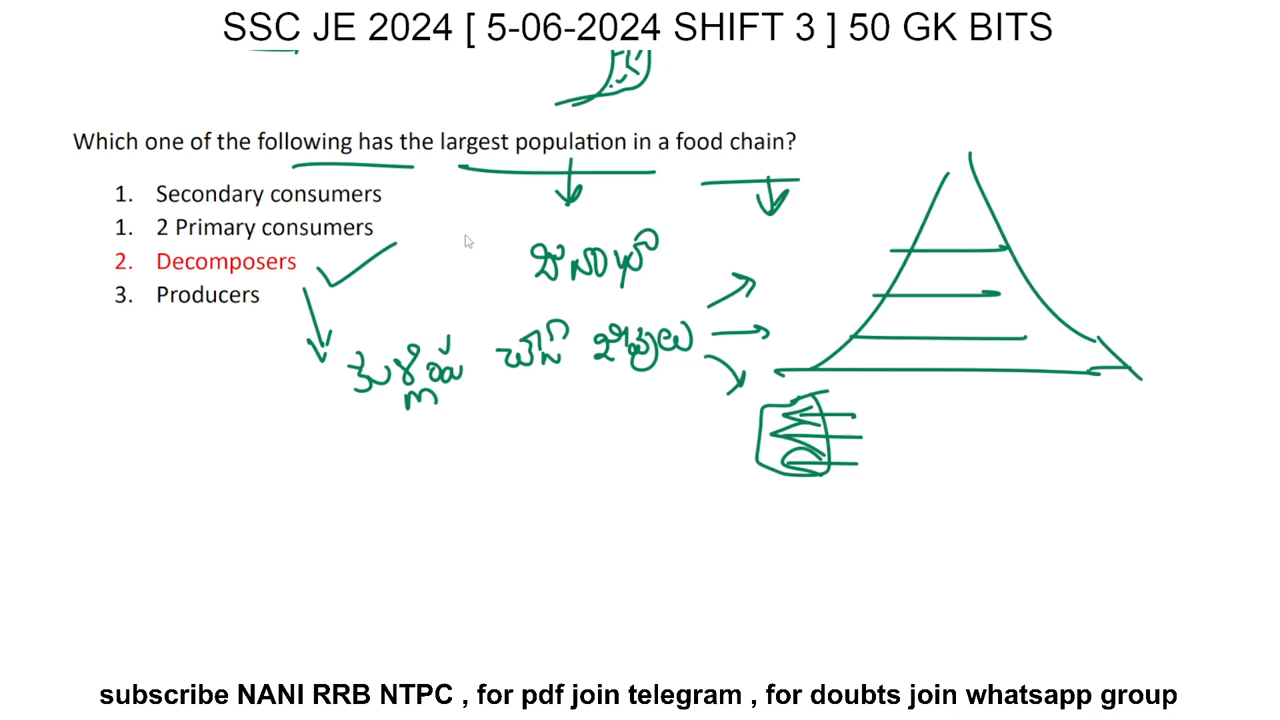 SSC JE 2024 [ 5-06-2024 SHIFT 3 ] 50 GK BITS
Which one of the following has the largest population in a food chain?
1. Secondary consumers
1. 2 Primary consumers
2. Decomposers
3. Producers
subscribe NANI RRB NTPC , for pdf join telegram , for doubts join whatsapp group